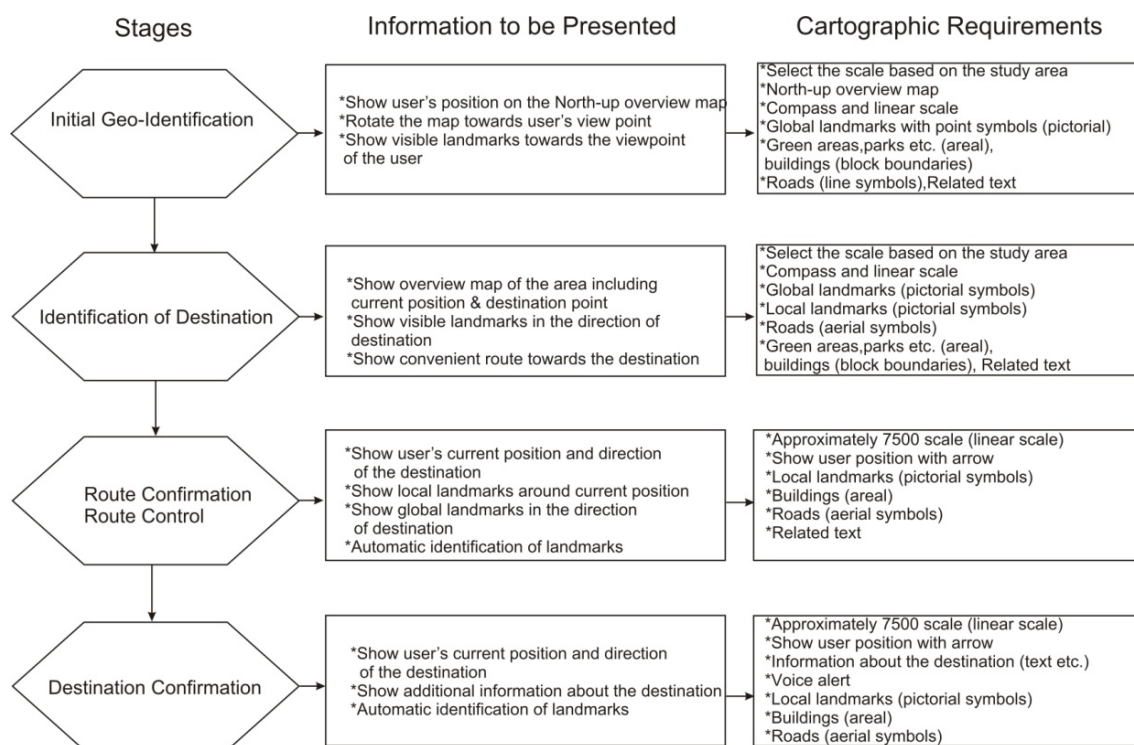 Stages
Information to be Presented
Cartographic Requirements
Initial Geo-Identification
*Show user's position on the North-up overview map
*Rotate the map towards user's view point
*Show visible landmarks towards the viewpoint
of the user
*Select the scale based on the study area
*North-up overview map
*Compass and linear scale
*Global landmarks with point symbols (pictorial)
*Green areas,parks etc. (areal),
buildings (block boundaries)
*Roads (line symbols),Related text
Identification of Destination
*Show overview map of the area including
current position & destination point
*Show visible landmarks in the direction of
destination
*Show convenient route towards the destination
*Select the scale based on the study area
*Compass and linear scale
*Global landmarks (pictorial symbols)
*Local landmarks (pictorial symbols)
*Roads (aerial symbols)
*Green areas,parks etc. (areal),
buildings (block boundaries), Related text
Route Confirmation
Route Control
*Show user's current position and direction
of the destination
*Show local landmarks around current position
*Show global landmarks in the direction
of destination
*Automatic identification of landmarks
*Approximately 7500 scale (linear scale)
*Show user position with arrow
*Local landmarks (pictorial symbols)
*Buildings (areal)
*Roads (aerial symbols)
*Related text
Destination Confirmation
*Show user's current position and direction
of the destination
*Show additional information about the destination
*Automatic identification of landmarks
*Approximately 7500 scale (linear scale)
*Show user position with arrow
*Information about the destination (text etc.)
*Voice alert
*Local landmarks (pictorial symbols)
*Buildings (areal)
*Roads (aerial symbols)